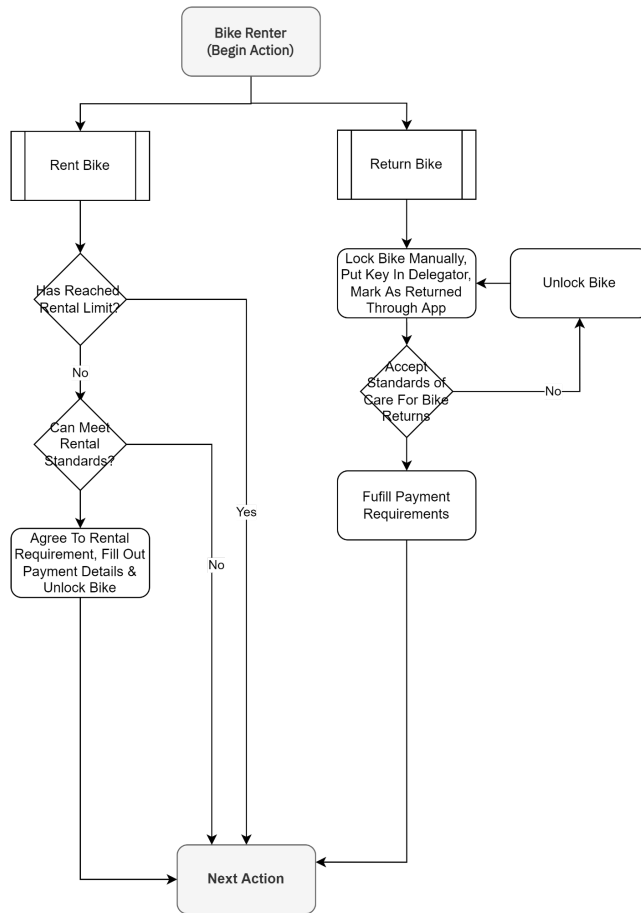 Bike Renter
(Begin Action)
Rent Bike
Return Bike
Has Reached
Rental Limit?
Lock Bike Manually,
Put Key In Delegator,
Mark As Returned
Through App
Unlock Bike
No
Accept
Standards of
Care For Bike
Returns
No
Can Meet
Rental
Standards?
Fufill Payment
Requirements
Yes
Agree To Rental
Requirement, Fill Out
Payment Details &
Unlock Bike
No
Next Action